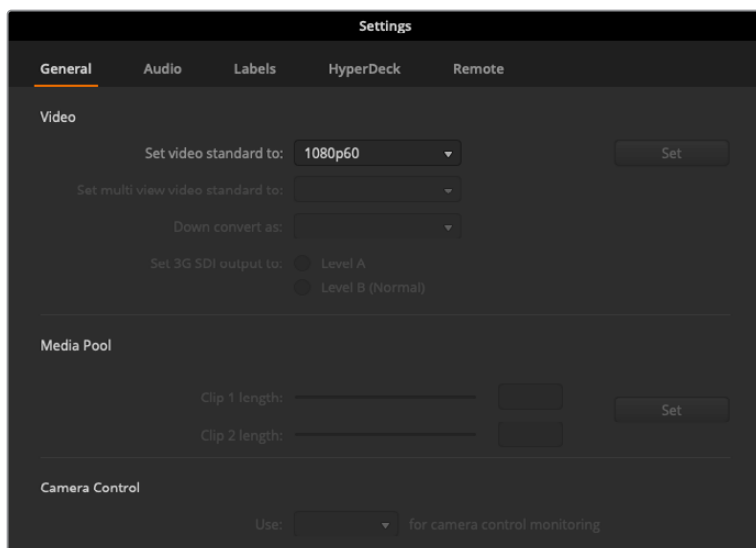 Settings
General Audio Labels HyperDeck Remote
Video
Set video standard to: 1080p60 Set
Set multi view video standard to:
Down convert as:
Set 3G SDI output to: Level A
Level B (Normal)
Media Pool
Clip 1 length:
Set
Clip 2 length:
Camera Control
Use: for camera control monitoring